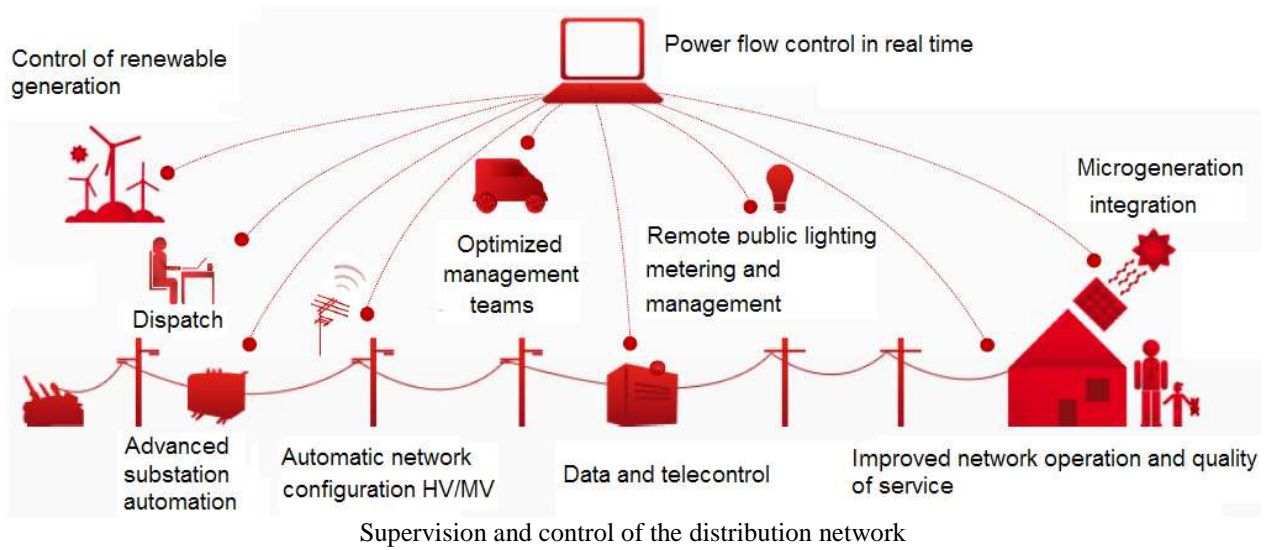 Control of renewable
generation
Power flow control in real time
Microgeneration
integration
Optimized
management
teams
Remote public lighting
metering and
management
Dispatch
Advanced
substation
automation
Automatic network
configuration HV/MV
Data and telecontrol
Improved network operation and quality
of service
Supervision and control of the distribution network